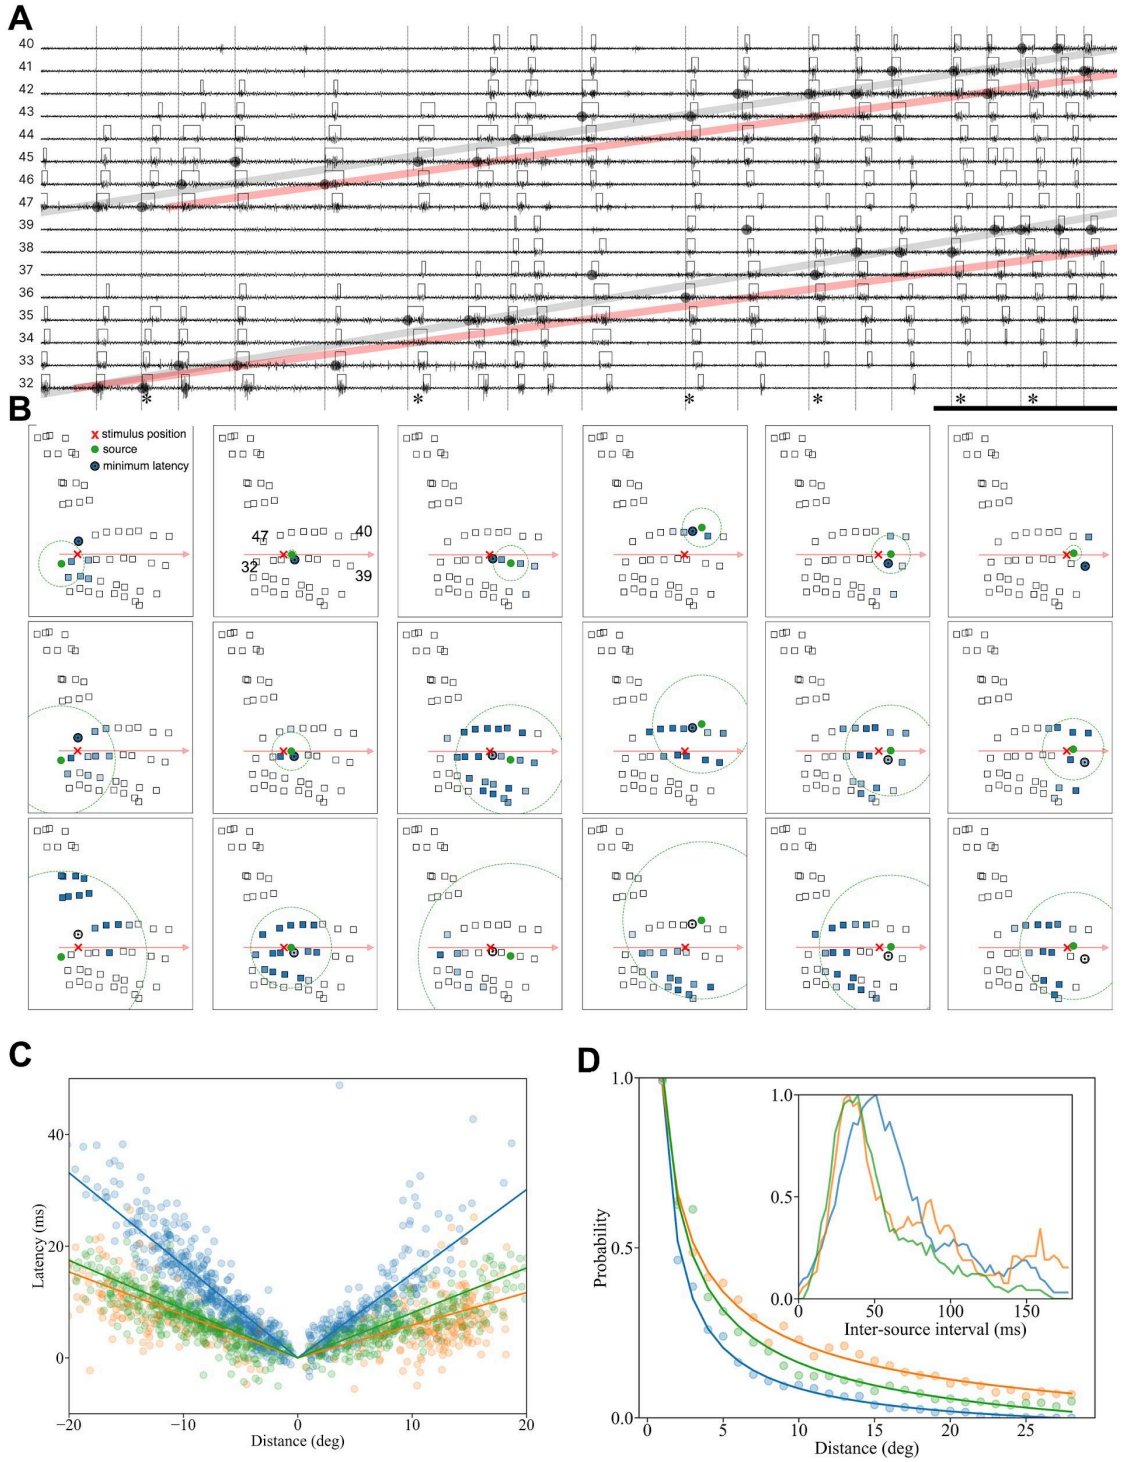 A
40
41
42
43
44
45
46
47
39
38
37
36
35
34
33
32
* * * * * *
B
stimulus position
source
minimum latency
47 40
32 39
C
40
20
0
Latency (ms)
−20 −10 0 10 20
Distance (deg)
D
1.0
0.5
0.0
Probability
0 5 10 15 20 25
Distance (deg)
1.0
0.5
0.0
0 50 100 150
Inter-source interval (ms)